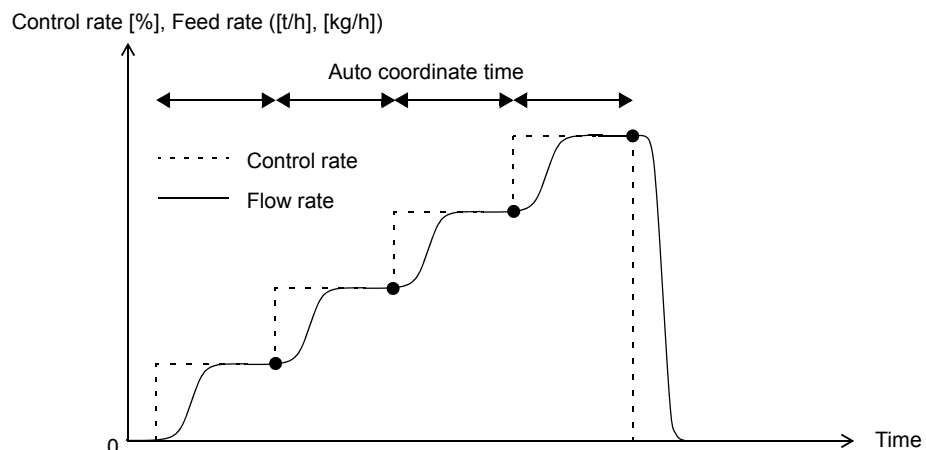 Control rate [%], Feed rate ([t/h], [kg/h])
Auto coordinate time
Control rate
Flow rate
0
Time